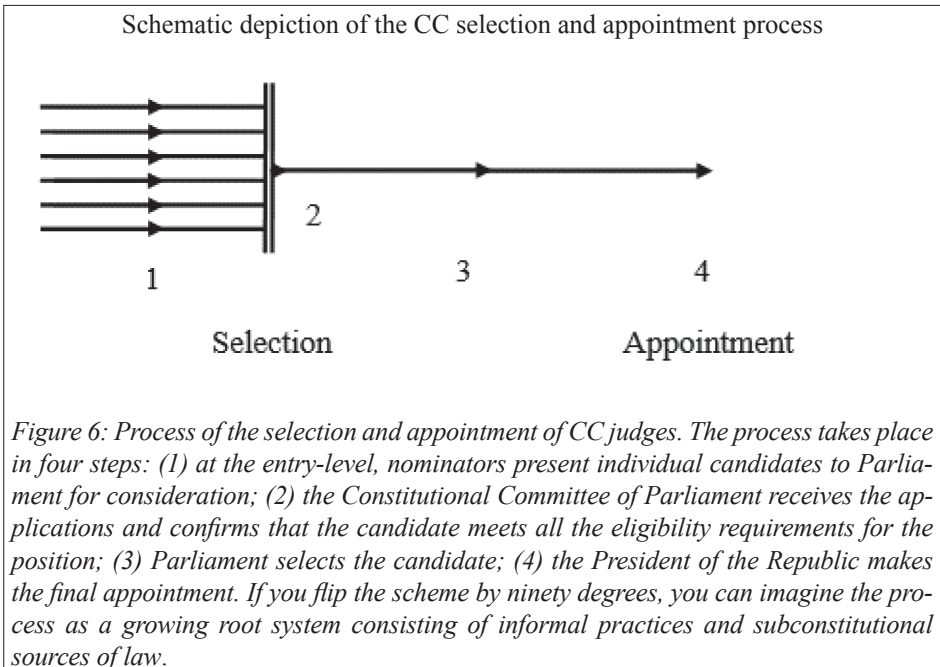 Schematic depiction of the CC selection and appointment process
2
1
3
4
Selection
Appointment
Figure 6: Process of the selection and appointment of CC judges. The process takes place
in four steps: (1) at the entry-level, nominators present individual candidates to Parlia-
ment for consideration; (2) the Constitutional Committee of Parliament receives the ap-
plications and confirms that the candidate meets all the eligibility requirements for the
position; (3) Parliament selects the candidate; (4) the President of the Republic makes
the final appointment. If you flip the scheme by ninety degrees, you can imagine the pro-
cess as a growing root system consisting of informal practices and subconstitutional
sources of law.